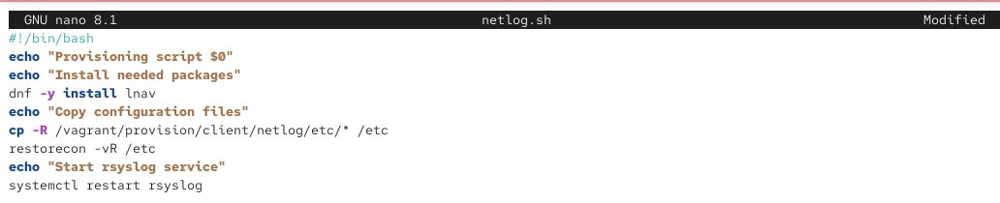 GNU nano 8.1 netlog.sh Modified
#!/bin/bash
echo "Provisioning script $0"
echo "Install needed packages"
dnf -y install lnav
echo "Copy configuration files"
cp -R /vagrant/provision/client/netlog/etc/* /etc
restorecon -vR /etc
echo "Start rsyslog service"
systemctl restart rsyslog